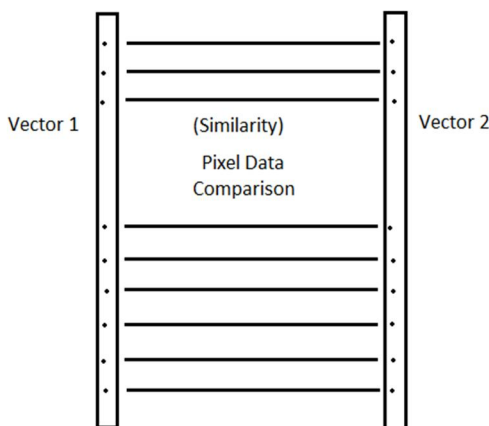 Vector 1
(Similarity)
Vector 2
Pixel Data
Comparison